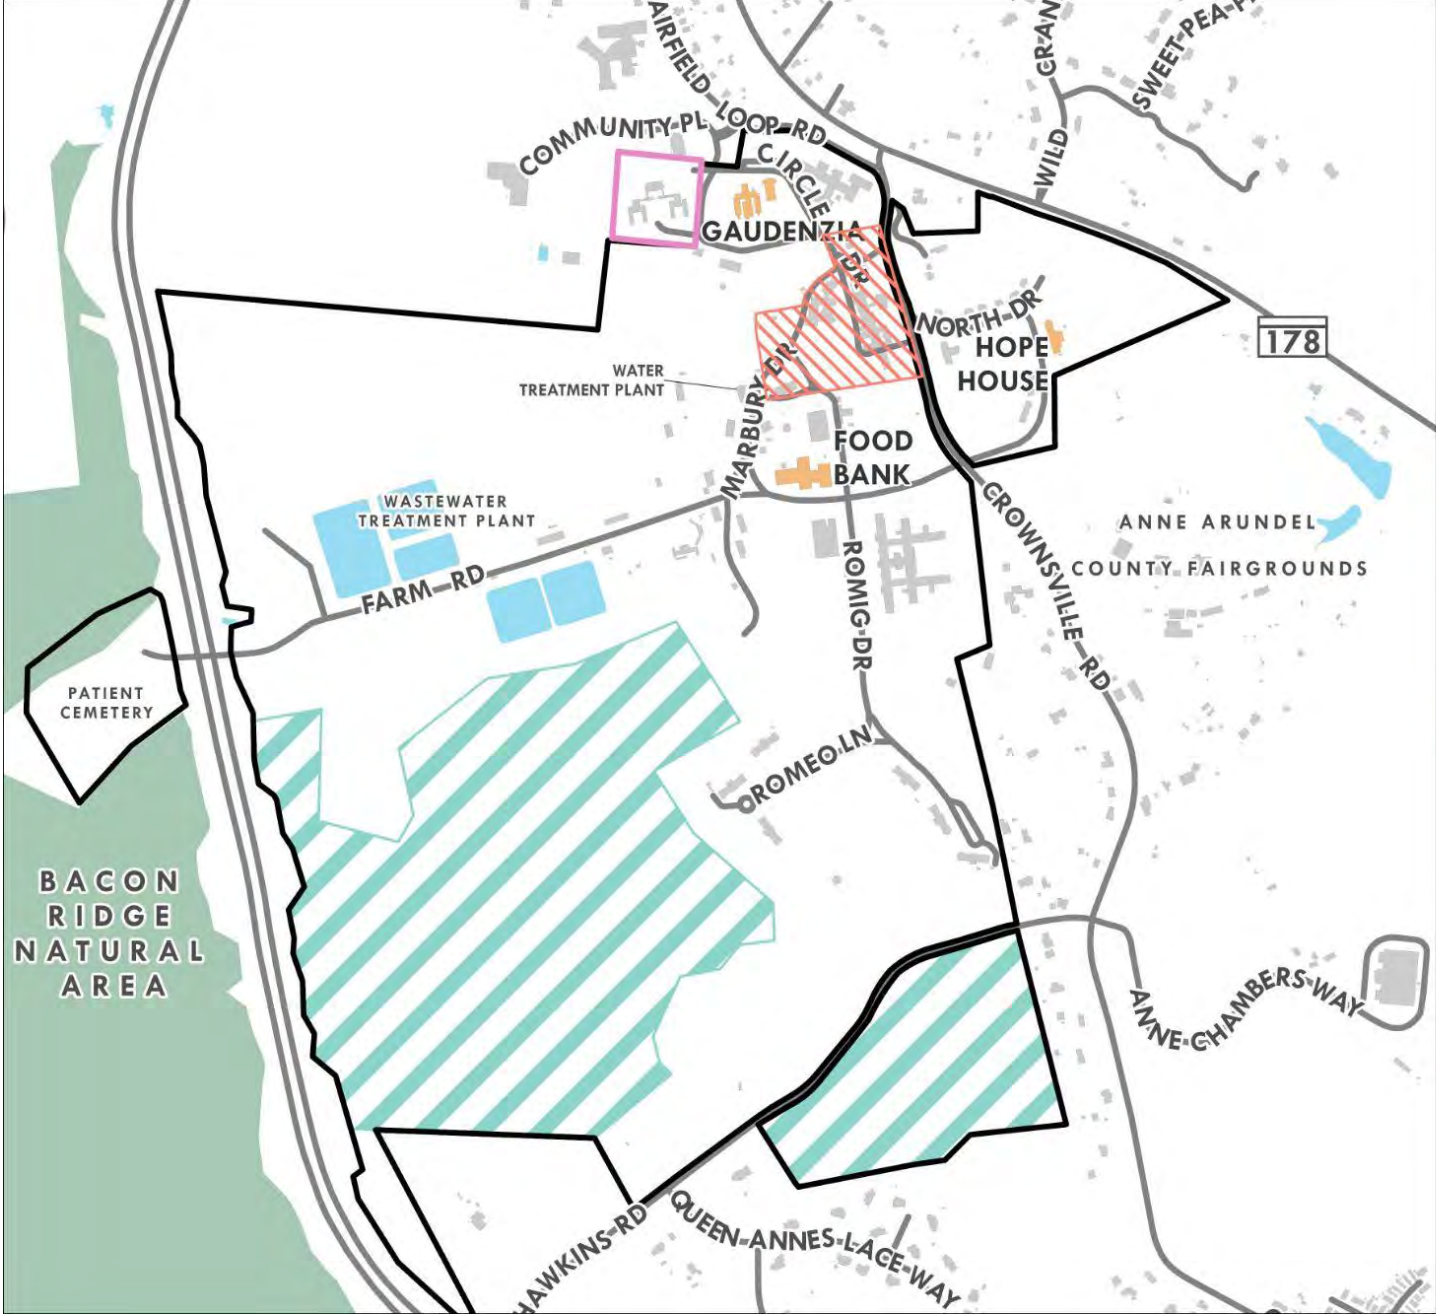 FAIRFIELD LOOP RD
WILD CRAN
SWEET-PEA-P
COMMUNITY PL
CIRCLE DR
GAUDENZIA
NORTH-DR
HOPE
HOUSE
178
WATER
TREATMENT PLANT
MARBURY-DR
FOOD
BANK
WASTEWATER
TREATMENT PLANT
CROWNSVILLE RD
ANNE ARUNDEL
COUNTY FAIRGROUNDS
FARM RD
ROMIG-DR
PATIENT
CEMETERY
ROMEO LN
BACON
RIDGE
NATURAL
AREA
ANNE-CHAMBERS-WAY
HAWKINS-RD
QUEEN-ANNES-LACE-WAY